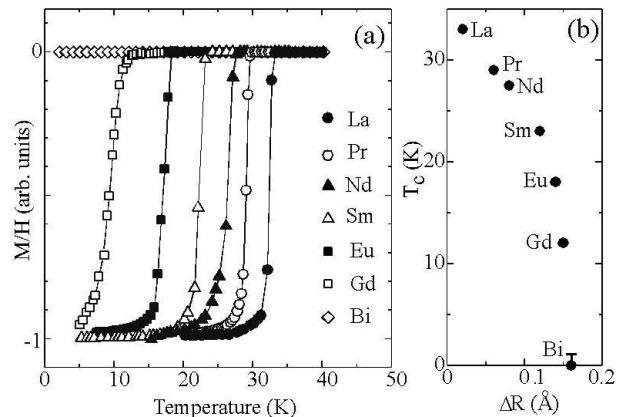 (a)
0
-1
M/H (arb. units)
La
Pr
Nd
Sm
Eu
Gd
Bi
0 10 20 30 40 50
Temperature (K)
(b)
30
20
10
0
T_c (K)
La
Pr
Nd
Sm
Eu
Gd
Bi
0 0.1 0.2
ΔR (Å)